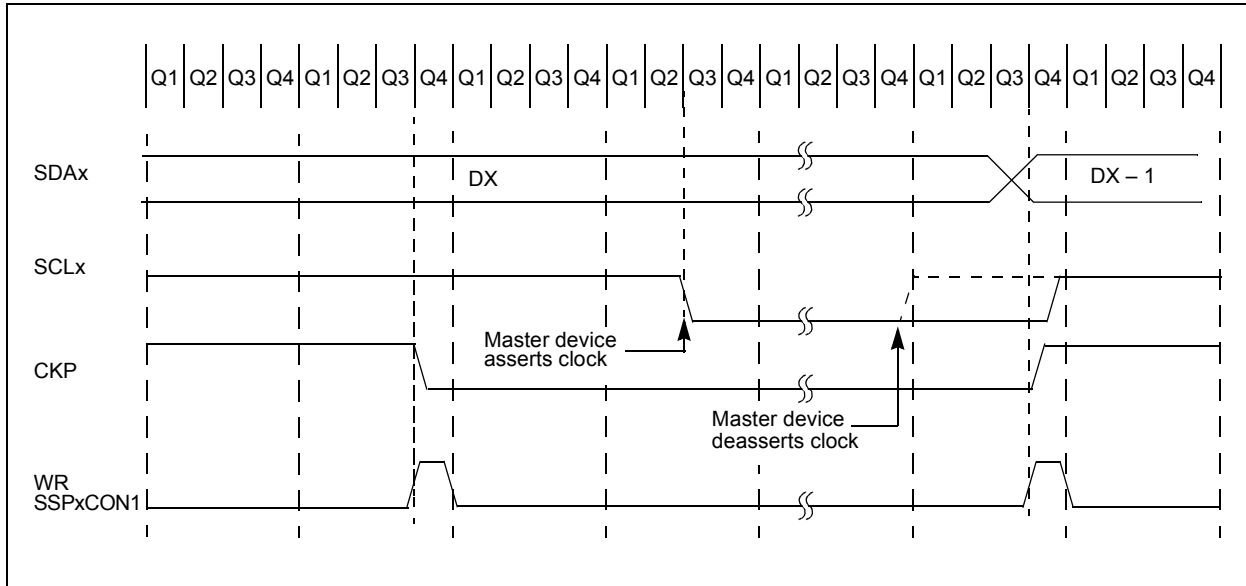 Q1 Q2 Q3 Q4 Q1 Q2 Q3 Q4 Q1 Q2 Q3 Q4 Q1 Q2 Q3 Q4 Q1 Q2 Q3 Q4 Q1 Q2 Q3 Q4 Q1 Q2 Q3 Q4
SDAx
DX
DX – 1
SCLx
Master device
asserts clock
CKP
Master device
deasserts clock
WR
SSPxCON1